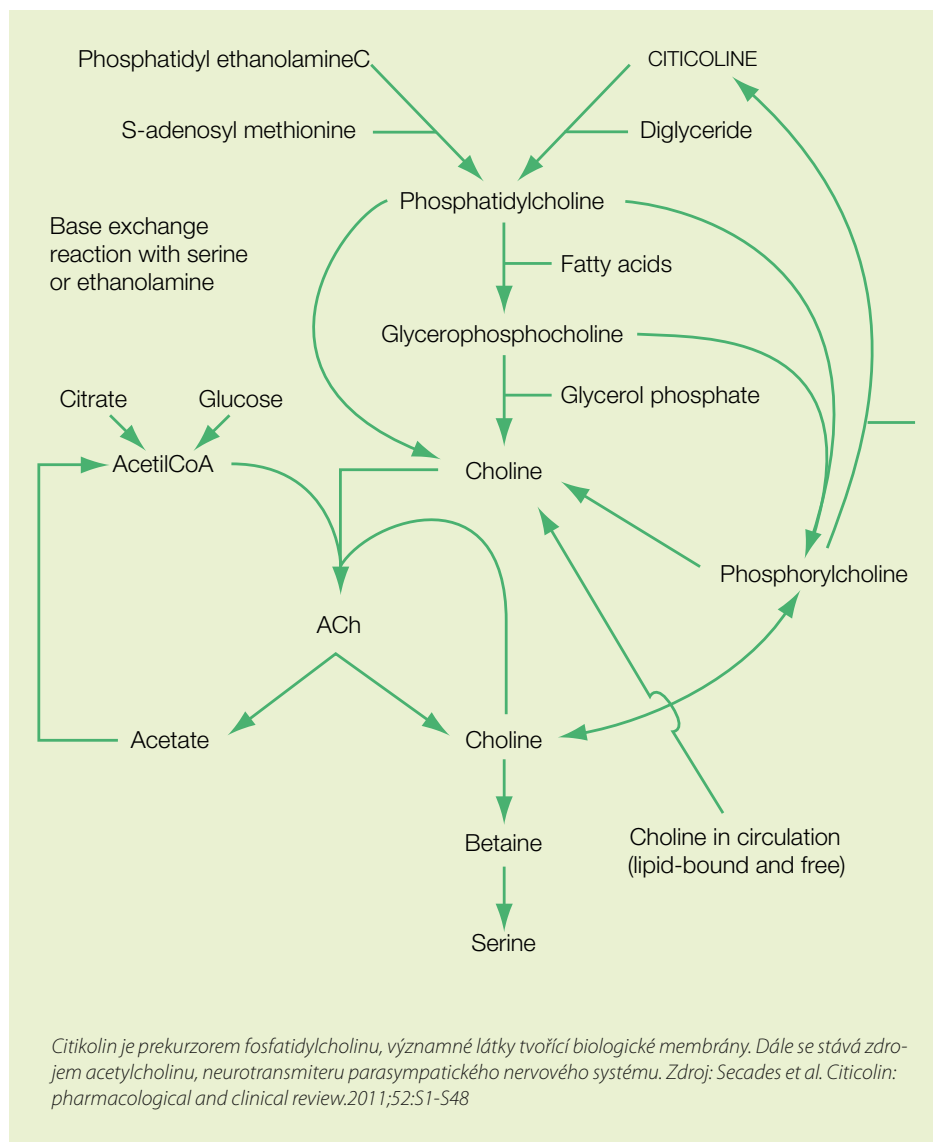 Phosphatidyl ethanolamineC
CITICOLINE
S-adenosyl methionine
Diglyceride
Phosphatidylcholine
Base exchange
reaction with serine
or ethanolamine
Fatty acids
Glycerophosphocholine
Citrate
Glucose
Glycerol phosphate
AcetilCoA
Choline
Phosphorylcholine
ACh
Acetate
Choline
Betaine
Choline in circulation
(lipid-bound and free)
Serine
Citikolin je prekurzorem fosfatidylcholinu, významné látky tvořící biologické membrány. Dále se stává zdro-
jem acetylcholinu, neurotransmiteru parasympatického nervového systému. Zdroj: Secades et al. Citicolin:
pharmacological and clinical review.2011;52:S1-S48